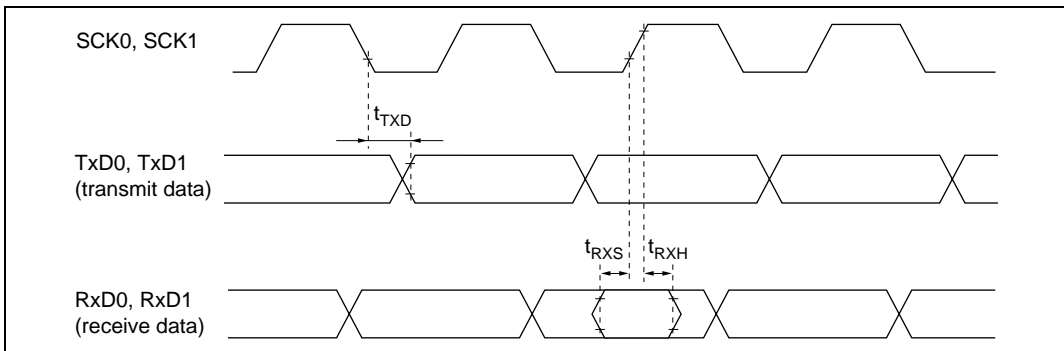 SCK0, SCK1
tTXD
TxD0, TxD1
(transmit data)
tRXS
tRXH
RxD0, RxD1
(receive data)